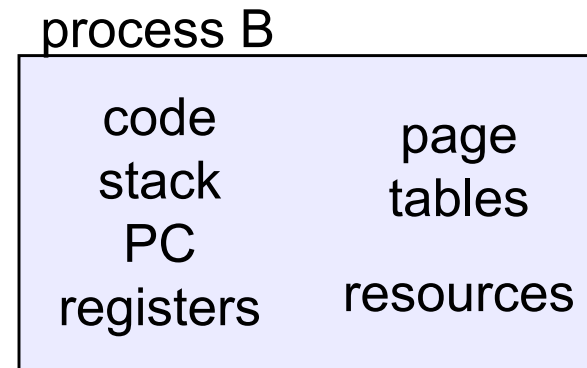 process B
code
stack
PC
registers
page
tables
resources